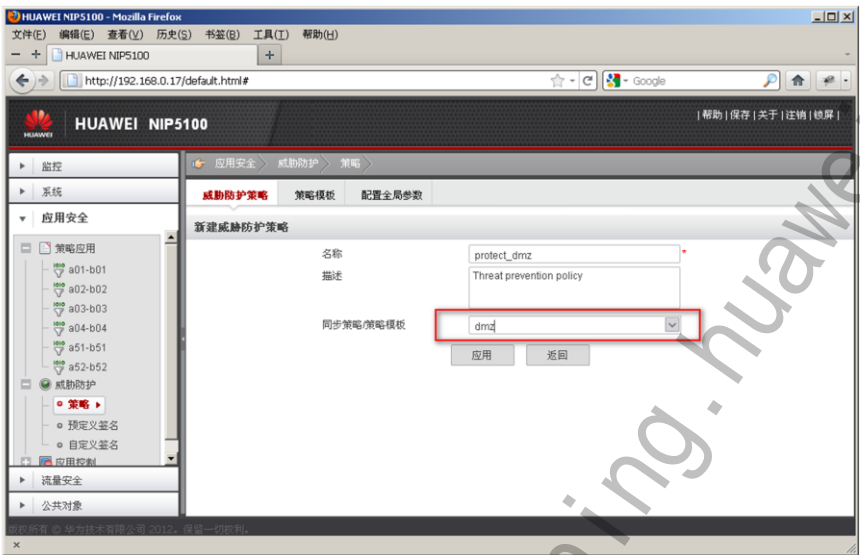 HUAWEI NIP5100 - Mozilla Firefox
文件(F) 编辑(E) 查看(V) 历史(S) 书签(B) 工具(T) 帮助(H)
HUAWEI NIP5100
http://192.168.0.17/default.html#
Google
HUAWEI
HUAWEI NIP5100
| 帮助 | 保存 | 关于 | 注销 | 锁屏 |
监控
系统
应用安全
策略应用
a01-b01
a02-b02
a03-b03
a04-b04
a51-b51
a52-b52
威胁防护
策略
预定义签名
自定义签名
应用控制
流量安全
公共对象
应用安全 威胁防护 策略
威胁防护策略 策略模板 配置全局参数
新建威胁防护策略
名称 protect_dmz *
描述 Threat prevention policy
同步策略/策略模板 dmz
应用 返回
版权所有 © 华为技术有限公司 2012。保留一切权利。
ing.huawe